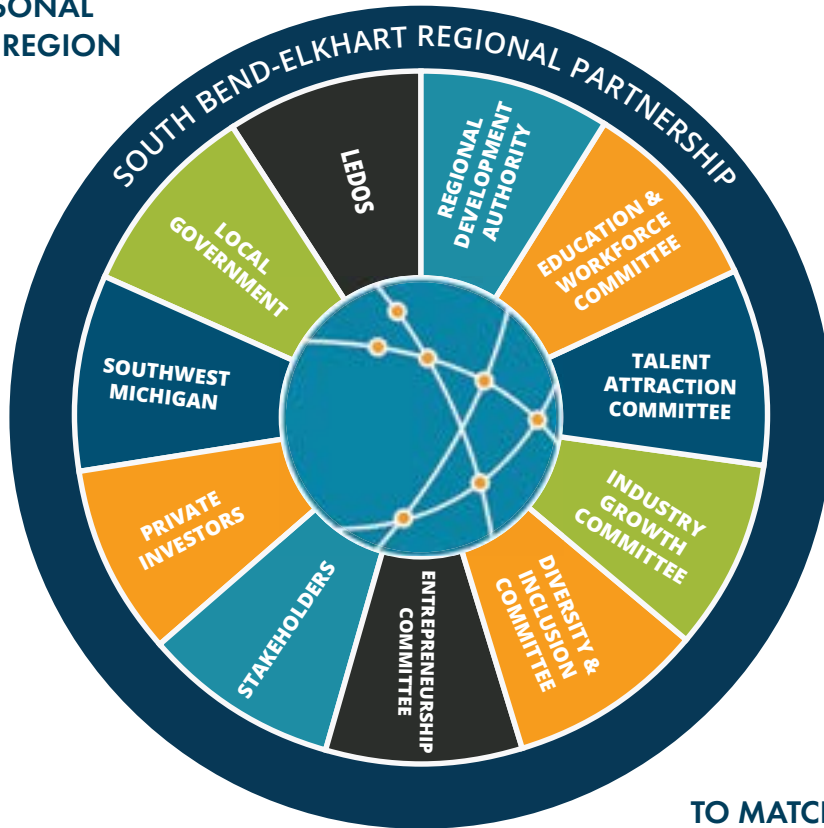 SONAL
REGION
SOUTH BEND-ELKHART REGIONAL PARTNERSHIP
LEDOS
REGIONAL
DEVELOPMENT
AUTHORITY
EDUCATION &
WORKFORCE
COMMITTEE
TALENT
ATTRACTION
COMMITTEE
INDUSTRY
GROWTH
COMMITTEE
DIVERSITY &
INCLUSION
COMMITTEE
ENTREPRENEURSHIP
COMMITTEE
STAKEHOLDERS
PRIVATE
INVESTORS
SOUTHWEST
MICHIGAN
LOCAL
GOVERNMENT
TO MATCH